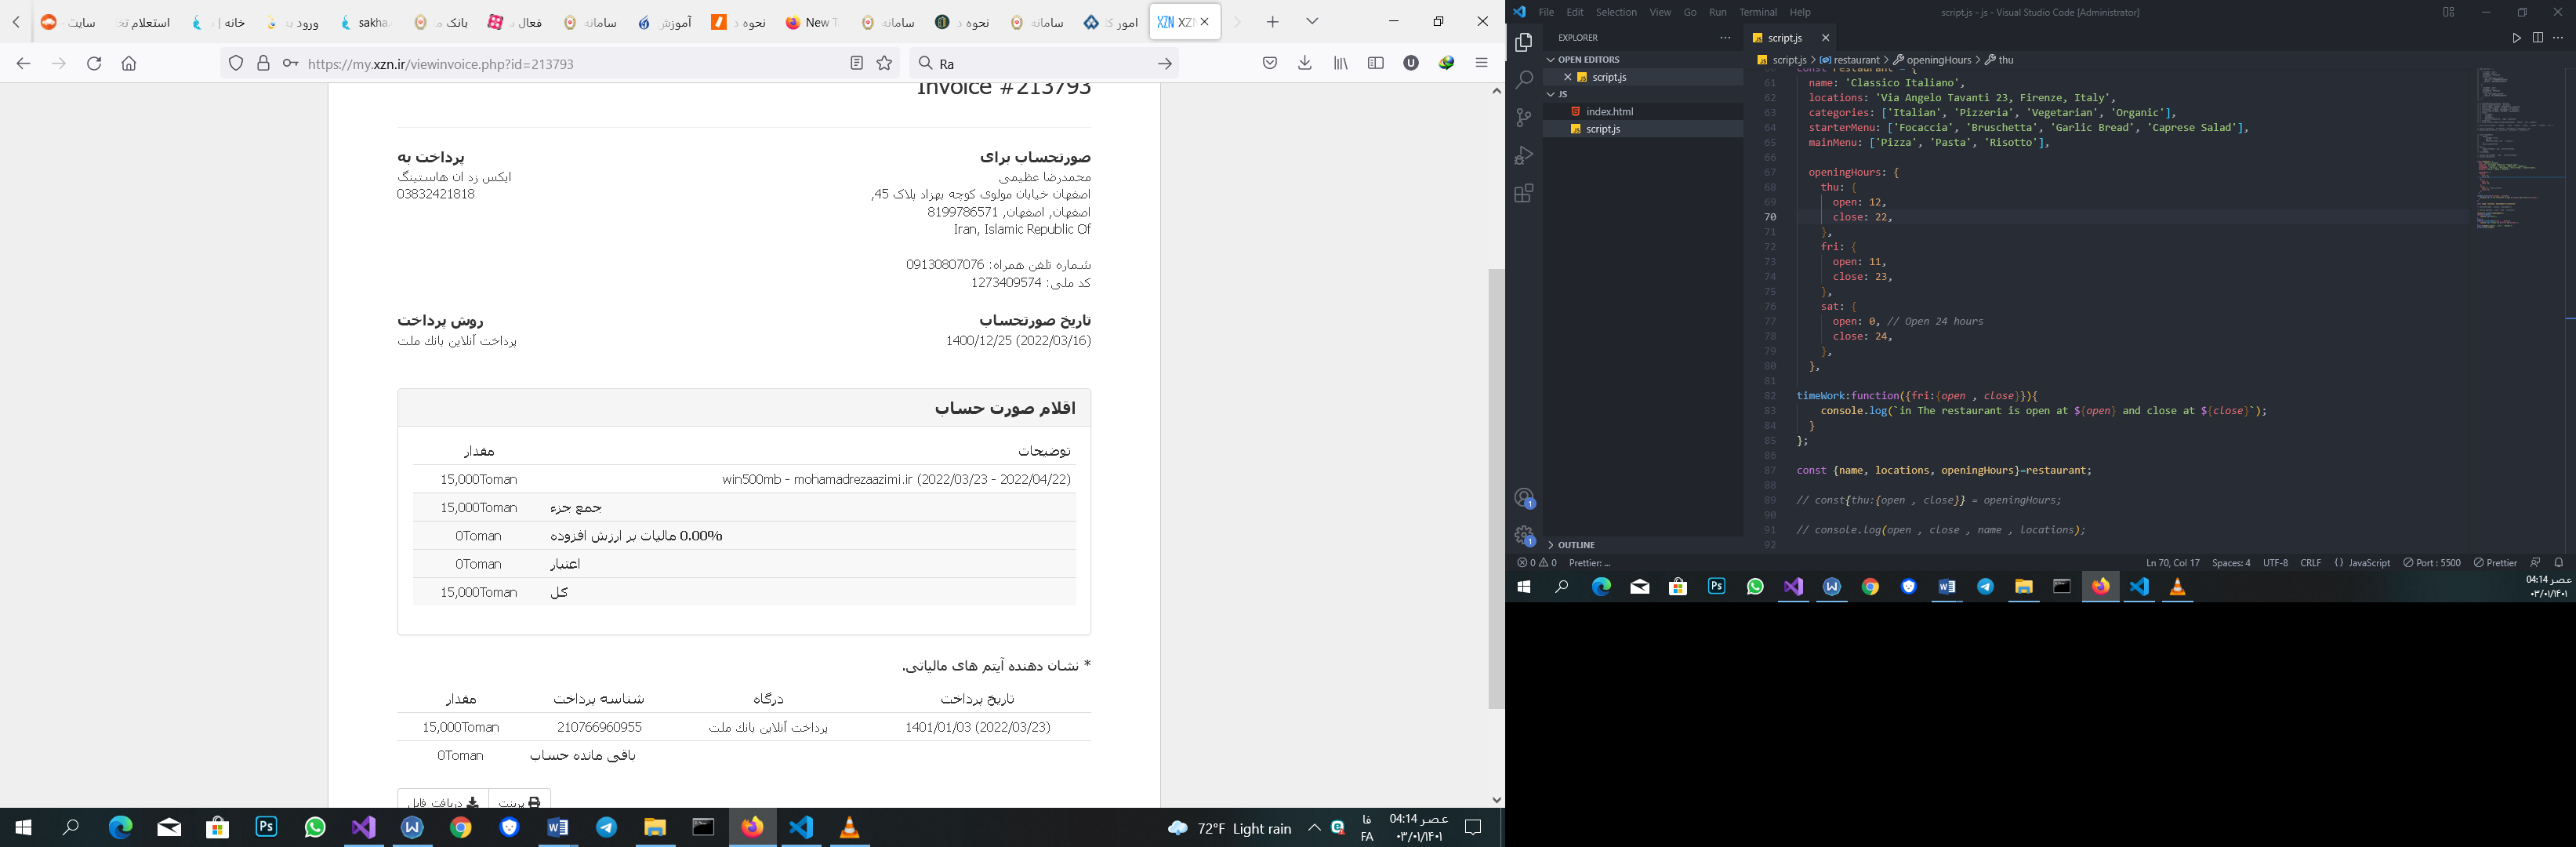 استعلام
سایت
خانه |
ورود به
sakha
بانک
سامانه
فعال
آموزش
نحوه د
New T
سامانه
نحوه د
سامانه
امور
XZN
https://my.xzn.ir/viewinvoice.php?id=213793
Ra
Invoice #213793
صورتحساب برای
محمدرضا عظیمی
اصفهان خیابان مولوی کوچه بهزاد پلاک 45,
اصفهان, اصفهان, 8199786571
Iran, Islamic Republic Of
شماره تلفن همراه: 09130807076
کد ملی: 1273409574
پرداخت به
ایکس زد ان هاستینگ
03832421818
تاریخ صورتحساب
1400/12/25 (2022/03/16)
روش پرداخت
پرداخت آنلاین بانک ملت
اقلام صورت حساب
توضیحات مقدار
win500mb - mohamadrezaazimi.ir (2022/03/23 - 2022/04/22) 15,000Toman
جمع جزء 15,000Toman
0.00% مالیات بر ارزش افزوده 0Toman
اعتبار 0Toman
کل 15,000Toman
* نشان دهنده آیتم های مالیاتی.
تاریخ پرداخت درگاه شناسه پرداخت مقدار
1401/01/03 (2022/03/23) پرداخت آنلاین بانک ملت 210766960955 15,000Toman
باقی مانده حساب 0Toman
پرینت دریافت فایل
72°F Light rain
فا
FA
04:14 عصر
۰۳/۰۱/۱۴۰۱
File Edit Selection View Go Run Terminal Help
script.js - js - Visual Studio Code [Administrator]
EXPLORER
OPEN EDITORS
script.js
JS
index.html
script.js
OUTLINE
script.js
script.js > restaurant > openingHours > thu
const restaurant = {
61 name: 'Classico Italiano',
62 locations: 'Via Angelo Tavanti 23, Firenze, Italy',
63 categories: ['Italian', 'Pizzeria', 'Vegetarian', 'Organic'],
64 starterMenu: ['Focaccia', 'Bruschetta', 'Garlic Bread', 'Caprese Salad'],
65 mainMenu: ['Pizza', 'Pasta', 'Risotto'],
66
67 openingHours: {
68 thu: {
69 open: 12,
70 close: 22,
71 },
72 fri: {
73 open: 11,
74 close: 23,
75 },
76 sat: {
77 open: 0, // Open 24 hours
78 close: 24,
79 },
80 },
81
82 timeWork:function({fri:{open , close}}){
83 console.log(`in The restaurant is open at ${open} and close at ${close}`);
84 }
85 };
86
87 const {name, locations, openingHours}=restaurant;
88
89 // const{thu:{open , close}} = openingHours;
90
91 // console.log(open , close , name , locations);
92
0 0 Prettier: ...
Ln 70, Col 17 Spaces: 4 UTF-8 CRLF {} JavaScript Port : 5500 Prettier
04:14 عصر
۰۳/۰۱/۱۴۰۱